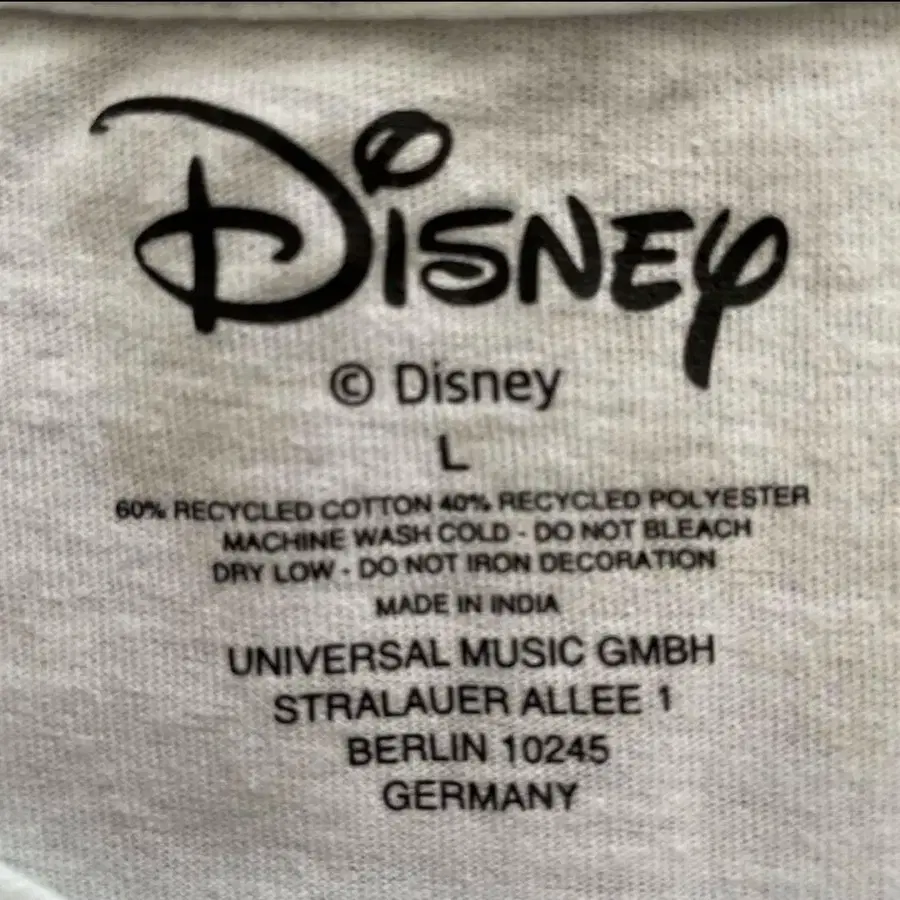 Disney
© Disney
L
60% RECYCLED COTTON 40% RECYCLED POLYESTER
MACHINE WASH COLD - DO NOT BLEACH
DRY LOW - DO NOT IRON DECORATION
MADE IN INDIA
UNIVERSAL MUSIC GMBH
STRALAUER ALLEE 1
BERLIN 10245
GERMANY